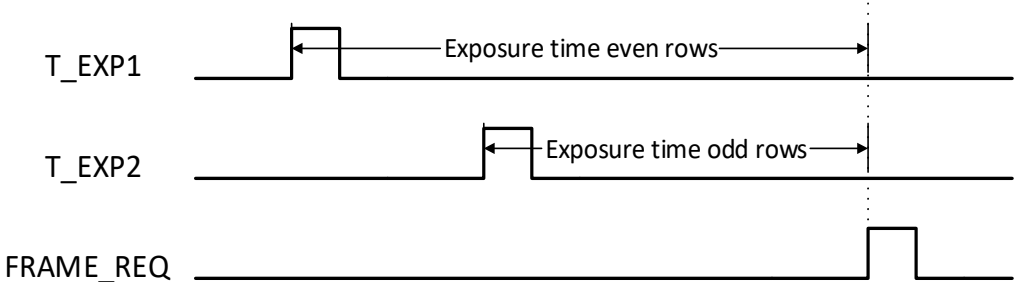 T_EXP1
Exposure time even rows
T_EXP2
Exposure time odd rows
FRAME_REQ